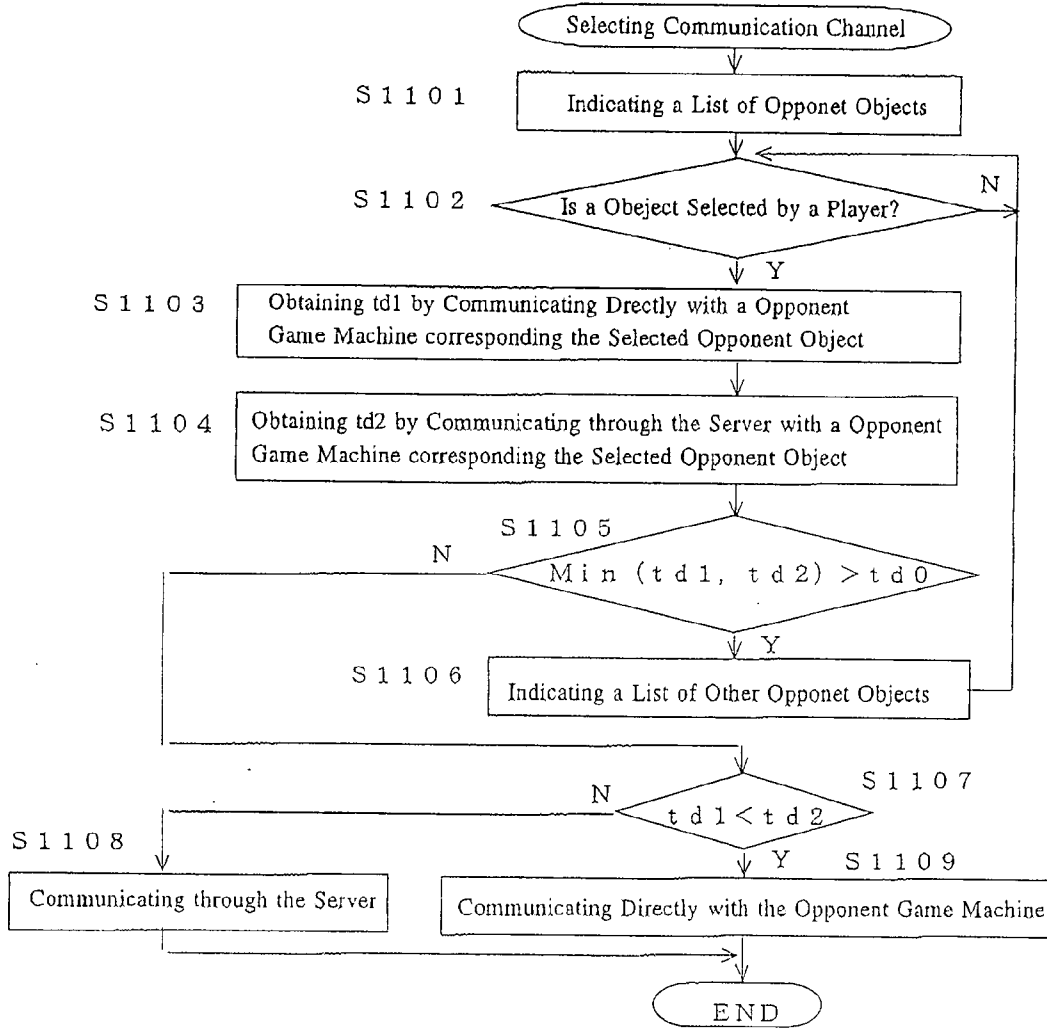 Selecting Communication Channel
S1101
Indicating a List of Opponet Objects
S1102
Is a Obeject Selected by a Player?
N
Y
S1103
Obtaining td1 by Communicating Directly with a Opponent
Game Machine corresponding the Selected Opponent Object
S1104
Obtaining td2 by Communicating through the Server with a Opponent
Game Machine corresponding the Selected Opponent Object
S1105
N
Min (td1, td2) >td0
Y
S1106
Indicating a List of Other Opponet Objects
S1107
N
td1<td2
S1108
Y
S1109
Communicating through the Server
Communicating Directly with the Opponent Game Machine
END